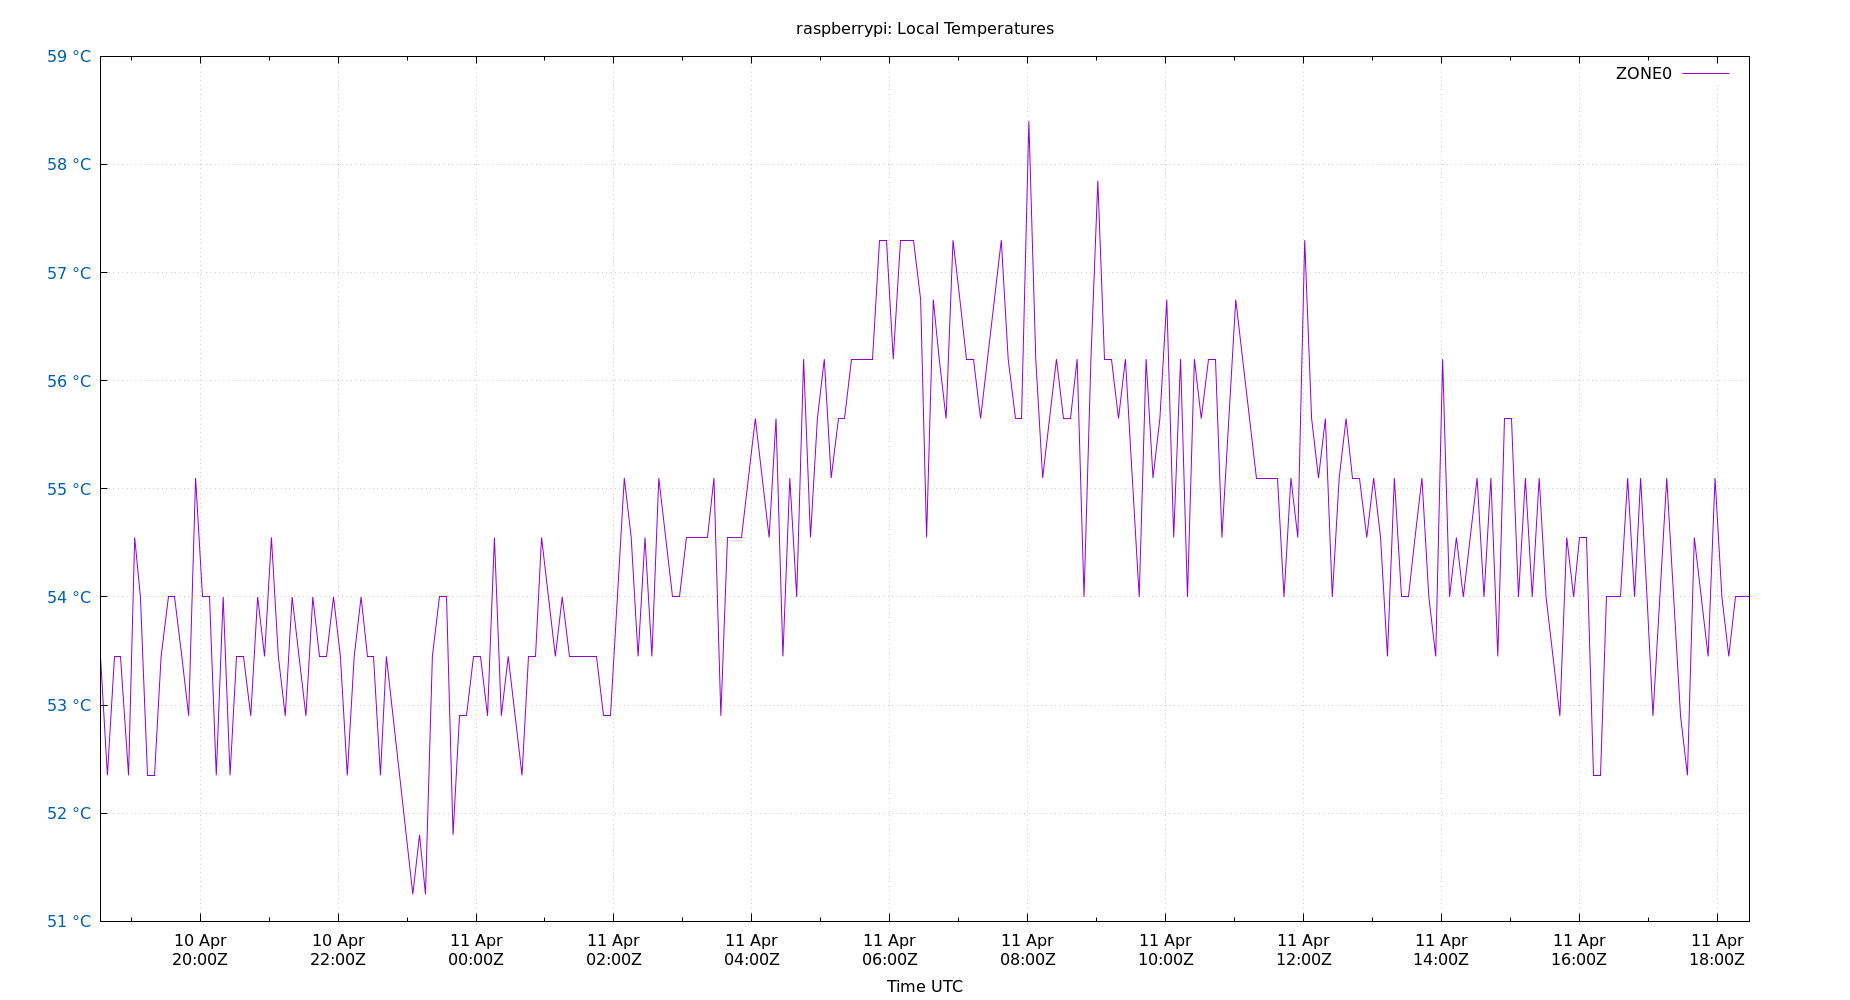 raspberrypi: Local Temperatures
ZONE0
59 °C
58 °C
57 °C
56 °C
55 °C
54 °C
53 °C
52 °C
51 °C
10 Apr 10 Apr 11 Apr 11 Apr 11 Apr 11 Apr 11 Apr 11 Apr 11 Apr 11 Apr 11 Apr 11 Apr
20:00Z 22:00Z 00:00Z 02:00Z 04:00Z 06:00Z 08:00Z 10:00Z 12:00Z 14:00Z 16:00Z 18:00Z
Time UTC